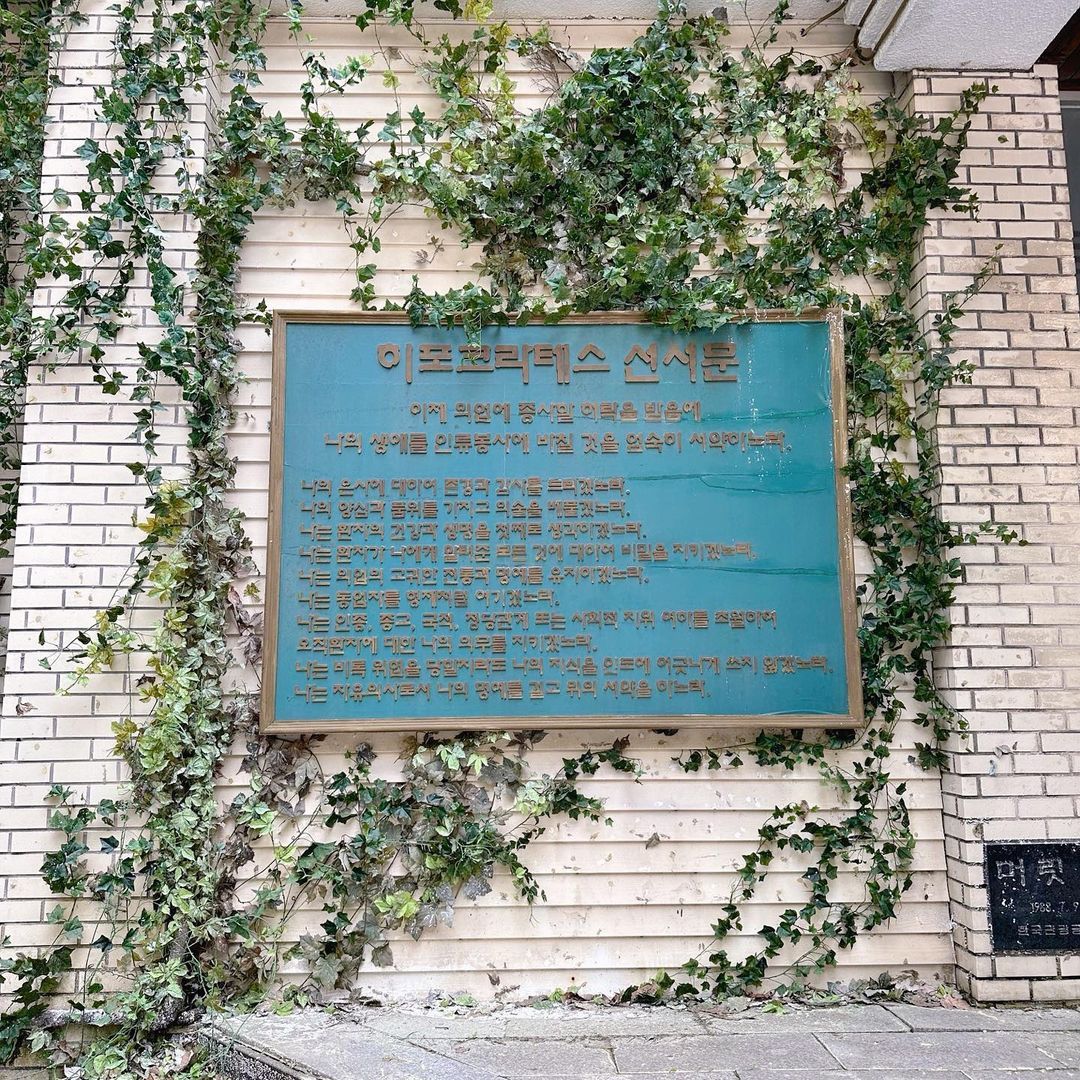 히포크라테스 선서문
이제 의업에 종사할 허락을 받음에
나의 생애를 인류봉사에 바칠 것을 엄숙히 서약하노라.
나의 은사에 대하여 존경과 감사를 드리겠노라.
나의 양심과 품위를 가지고 의술을 베풀겠노라.
나는 환자의 건강과 생명을 첫째로 생각하겠노라.
나는 환자가 나에게 알려준 모든 것에 대하여 비밀을 지키겠노라.
나는 의업의 고귀한 전통과 명예를 유지하겠노라.
나는 동업자를 형제처럼 여기겠노라.
나는 인종, 종교, 국적, 정당관계 또는 사회적 지위 여하를 초월하여
오직환자에 대한 나의 의무를 지키겠노라.
나는 비록 위협을 당할지라도 나의 지식을 인도에 어긋나게 쓰지 않겠노라.
나는 자유의사로서 나의 명예를 걸고 위의 서약을 하노라.
머릿
1988. 7. 9
한국